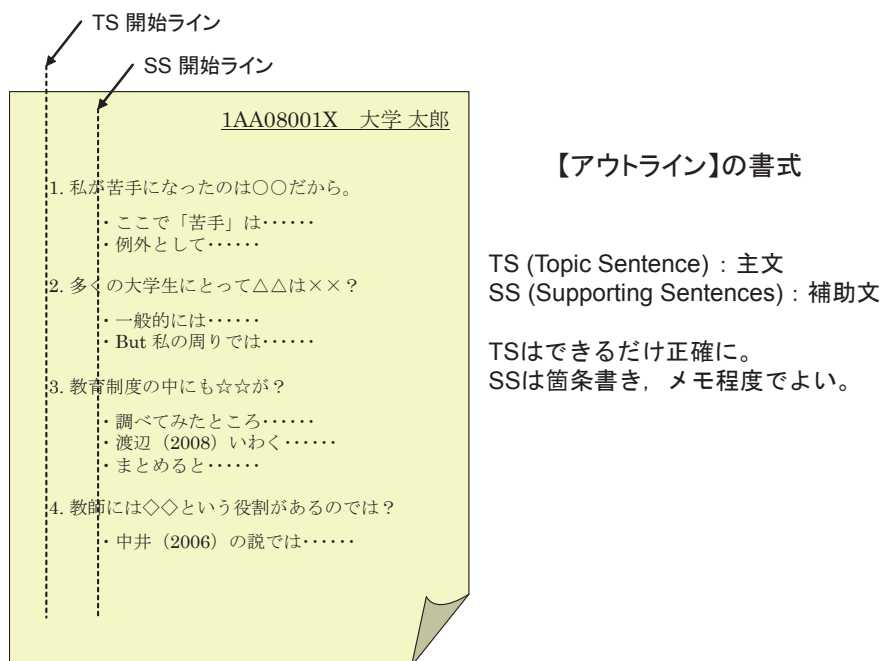 TS 開始ライン
SS 開始ライン
1AA08001X　大学 太郎
1. 私が苦手になったのは○○だから。
・ここで「苦手」は・・・・・・
・例外として・・・・・・
2. 多くの大学生にとって△△は××？
・一般的には・・・・・・
・But 私の周りでは・・・・・・
3. 教育制度の中にも☆☆が？
・調べてみたところ・・・・・・
・渡辺（2008）いわく・・・・・・
・まとめると・・・・・・
4. 教師には◇◇という役割があるのでは？
・中井（2006）の説では・・・・・・
【アウトライン】の書式
TS (Topic Sentence)：主文
SS (Supporting Sentences)：補助文
TSはできるだけ正確に。
SSは箇条書き，メモ程度でよい。